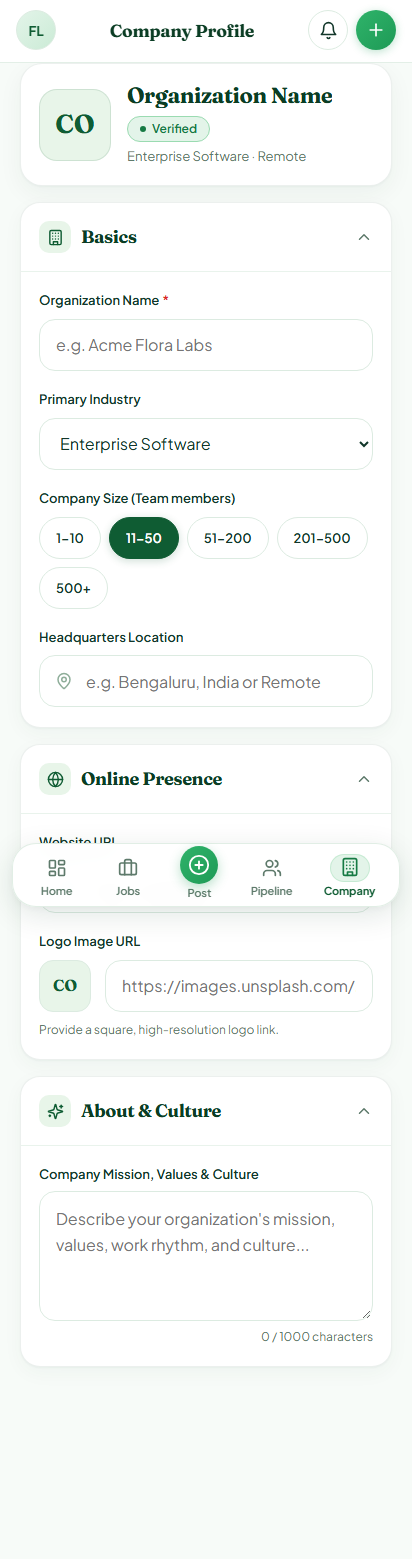 FL
Company Profile
CO
Organization Name
Verified
Enterprise Software · Remote
Basics
Organization Name *
e.g. Acme Flora Labs
Primary Industry
Enterprise Software
Company Size (Team members)
1–10
11–50
51–200
201–500
500+
Headquarters Location
e.g. Bengaluru, India or Remote
Online Presence
Website URL
Home
Jobs
Post
Pipeline
Company
Logo Image URL
CO
https://images.unsplash.com/
Provide a square, high-resolution logo link.
About & Culture
Company Mission, Values & Culture
Describe your organization's mission,
values, work rhythm, and culture...
0 / 1000 characters